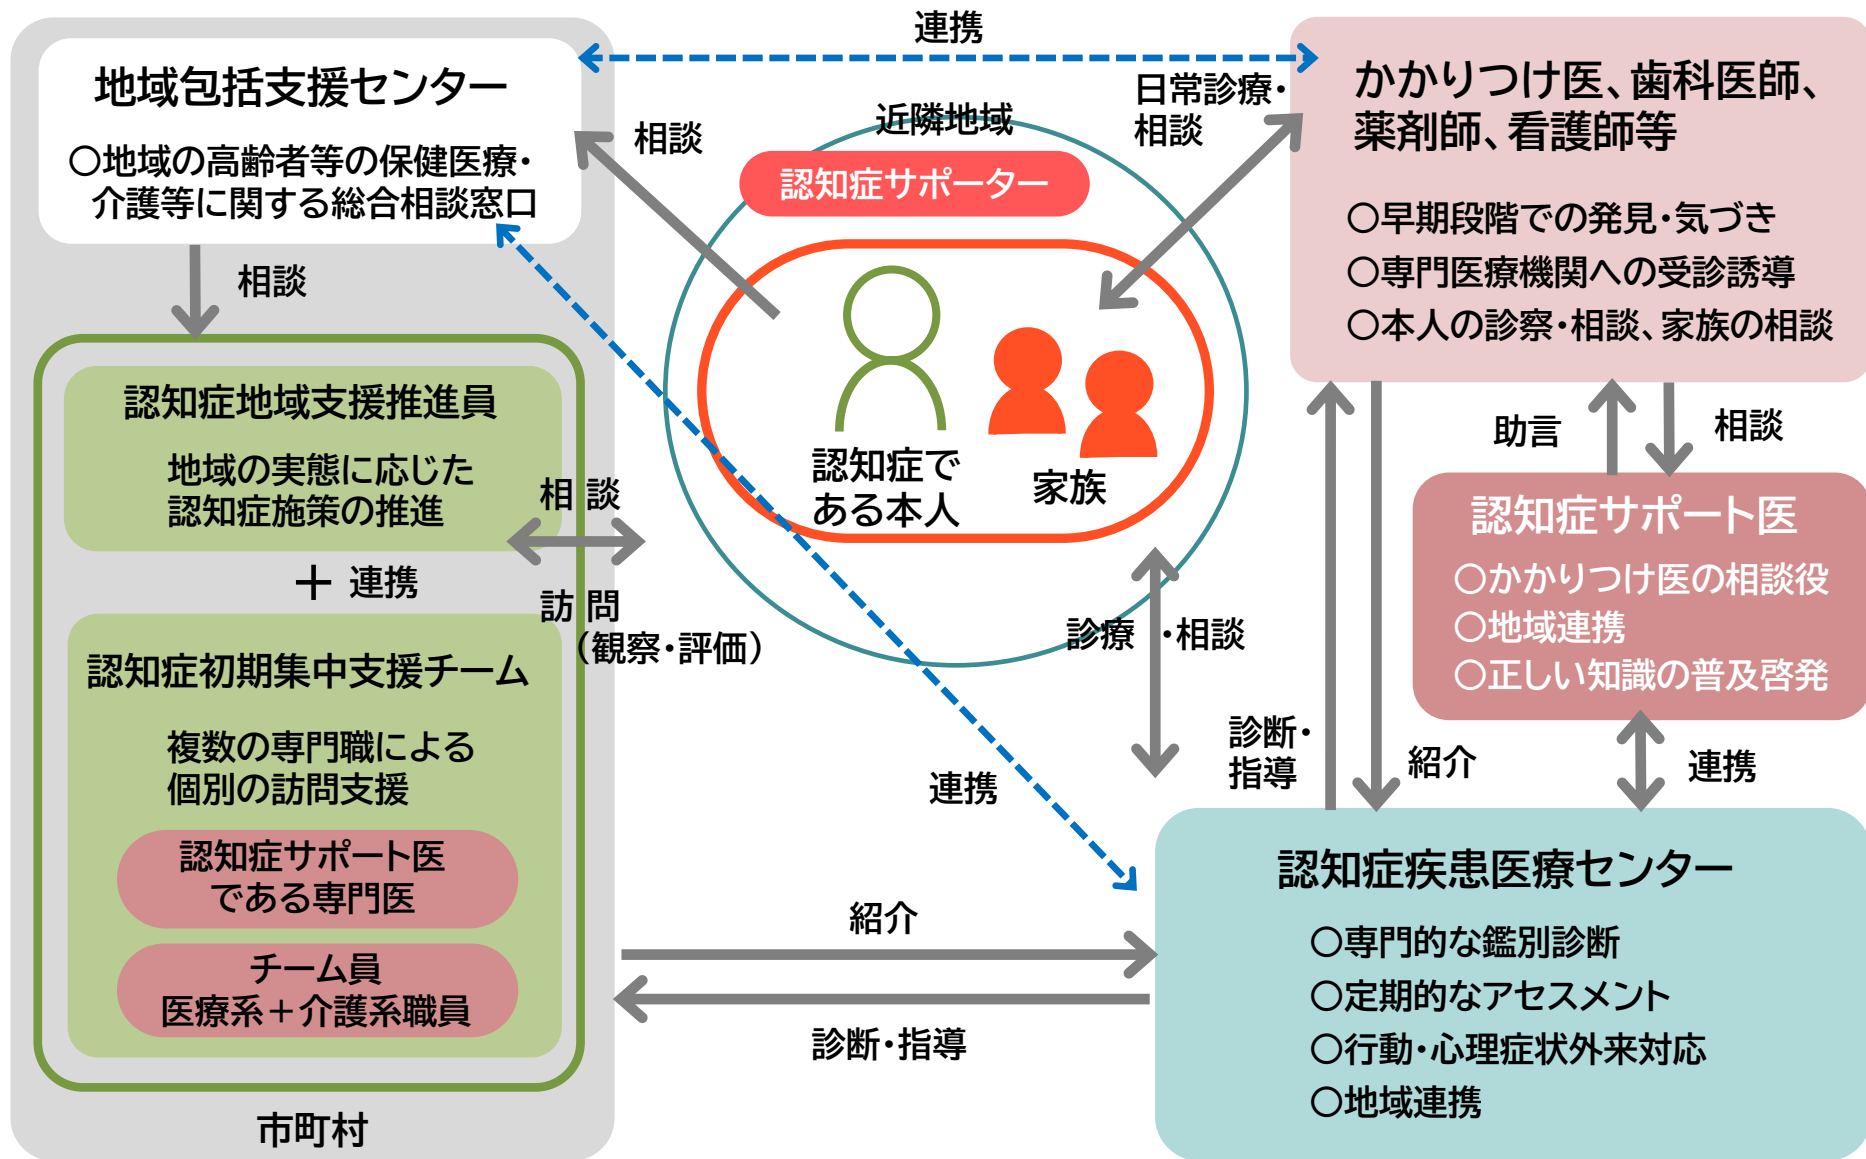 地域包括支援センター
〇地域の高齢者等の保健医療・
介護等に関する総合相談窓口
相談
認知症地域支援推進員
地域の実態に応じた
認知症施策の推進
＋ 連携
認知症初期集中支援チーム
複数の専門職による
個別の訪問支援
認知症サポート医
である専門医
チーム員
医療系＋介護系職員
市町村
連携
相談
近隣地域
認知症サポーター
日常診療・
相談
認知症で
ある本人
家族
相 談
訪 問
（観察・評価）
診療 ・相談
連携
紹介
診断・指導
かかりつけ医、歯科医師、
薬剤師、看護師等
〇早期段階での発見・気づき
〇専門医療機関への受診誘導
〇本人の診察・相談、家族の相談
助言
相談
認知症サポート医
〇かかりつけ医の相談役
〇地域連携
〇正しい知識の普及啓発
診断・
指導
紹介
連携
認知症疾患医療センター
〇専門的な鑑別診断
〇定期的なアセスメント
〇行動・心理症状外来対応
〇地域連携